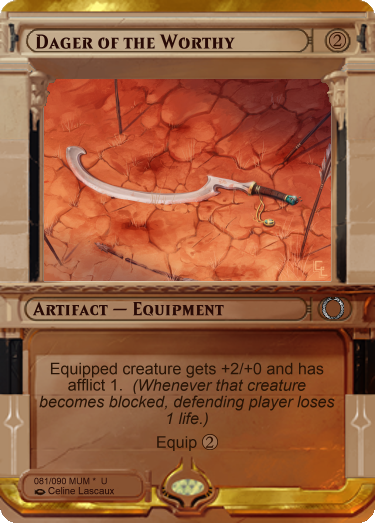 Dager of the Worthy 2
Artifact — Equipment
Equipped creature gets +2/+0 and has
afflict 1. (Whenever that creature
becomes blocked, defending player loses
1 life.)
Equip 2
081/090 MUM * U
Celine Lascaux